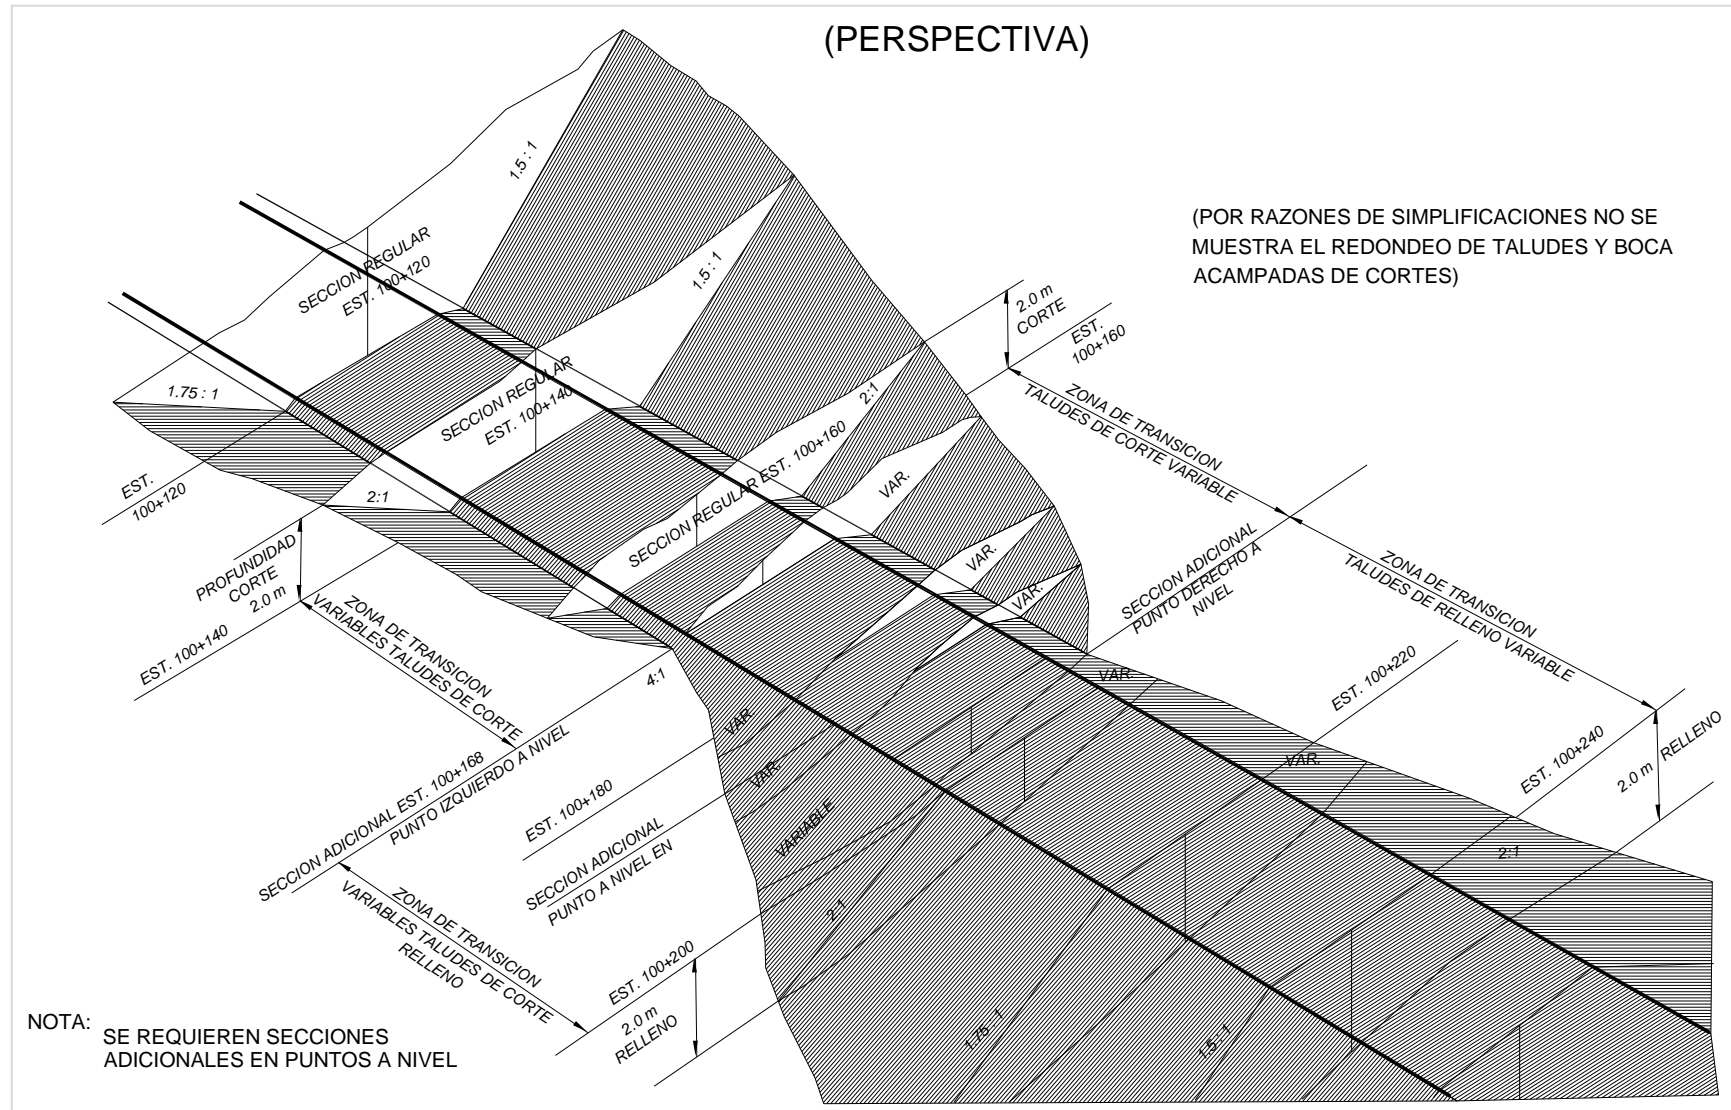 (PERSPECTIVA)
(POR RAZONES DE SIMPLIFICACIONES NO SE
MUESTRA EL REDONDEO DE TALUDES Y BOCA
ACAMPADAS DE CORTES)
1.5 : 1
SECCION REGULAR
EST. 100+120
1.5 : 1
2.0 m
CORTE
EST.
100+160
1.75 : 1
SECCION REGULAR
EST. 100+140
2:1
ZONA DE TRANSICION
TALUDES DE CORTE VARIABLE
EST.
100+120
2:1
SECCION REGULAR EST. 100+160
VAR.
PROFUNDIDAD
CORTE
2.0 m
VAR.
VAR.
SECCION ADICIONAL
PUNTO DERECHO A
NIVEL
ZONA DE TRANSICION
TALUDES DE RELLENO VARIABLE
EST. 100+140
ZONA DE TRANSICION
VARIABLES TALUDES DE CORTE
4:1
VAR.
EST. 100+220
VAR.
SECCION ADICIONAL EST. 100+168
PUNTO IZQUIERDO A NIVEL
VAR.
VAR.
EST. 100+240
2.0 m
RELLENO
EST. 100+180
VARIABLE
2:1
SECCION ADICIONAL
PUNTO A NIVEL EN
ZONA DE TRANSICION
VARIABLES TALUDES DE CORTE
RELLENO
2:1
EST. 100+200
2.0 m
RELLENO
1.75 : 1
1.5 : 1
NOTA:
SE REQUIEREN SECCIONES
ADICIONALES EN PUNTOS A NIVEL